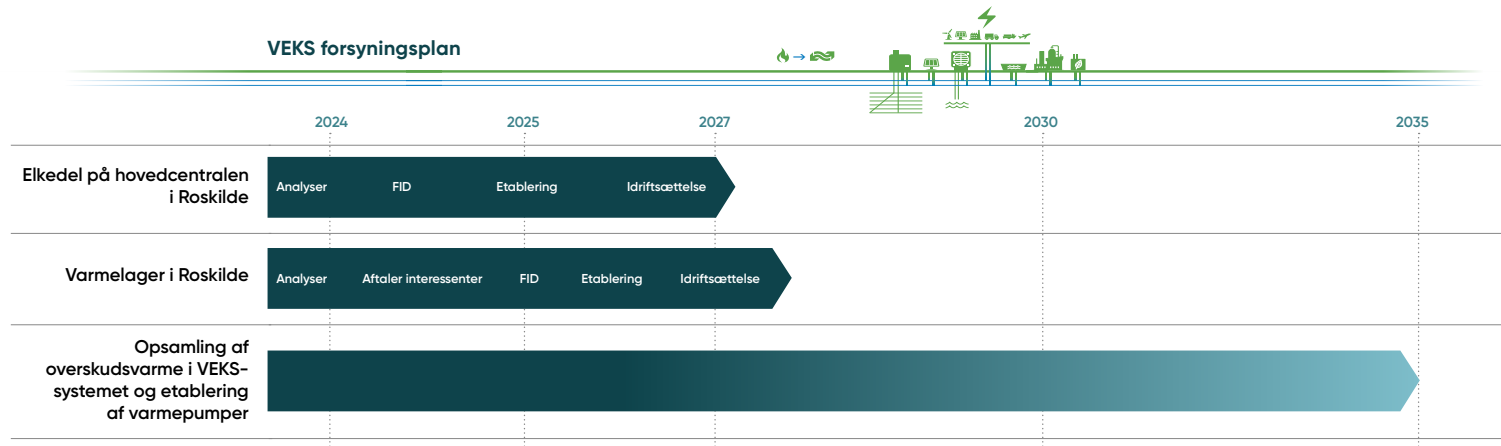 VEKS forsyningsplan
2024
2025
2027
2030
2035
Elkedel på hovedcentralen
i Roskilde
Analyser
FID
Etablering
Idriftsættelse
Varmelager i Roskilde
Analyser
Aftaler interessenter
FID
Etablering
Idriftsættelse
Opsamling af
overskudsvarme i VEKS-
systemet og etablering
af varmepumper